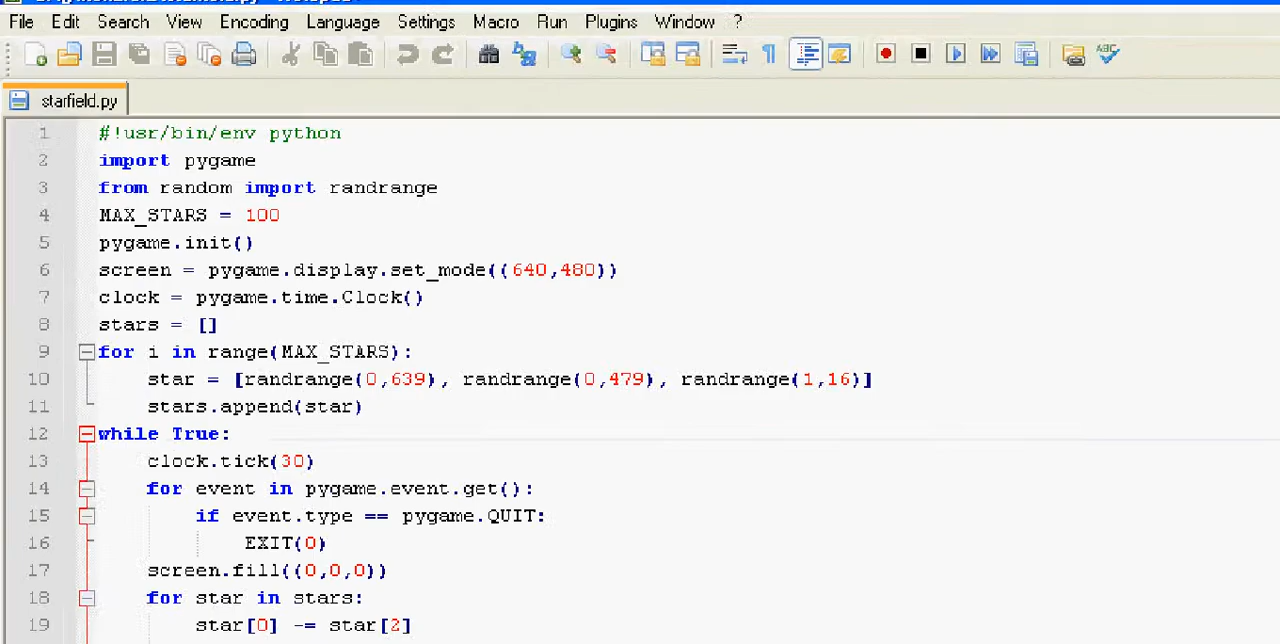 File Edit Search View Encoding Language Settings Macro Run Plugins Window ?
ABC
starfield.py
1 #!usr/bin/env python
2 import pygame
3 from random import randrange
4 MAX_STARS = 100
5 pygame.init()
6 screen = pygame.display.set_mode((640,480))
7 clock = pygame.time.Clock()
8 stars = []
9 for i in range(MAX_STARS):
10 star = [randrange(0,639), randrange(0,479), randrange(1,16)]
11 stars.append(star)
12 while True:
13 clock.tick(30)
14 for event in pygame.event.get():
15 if event.type == pygame.QUIT:
16 EXIT(0)
17 screen.fill((0,0,0))
18 for star in stars:
19 star[0] -= star[2]